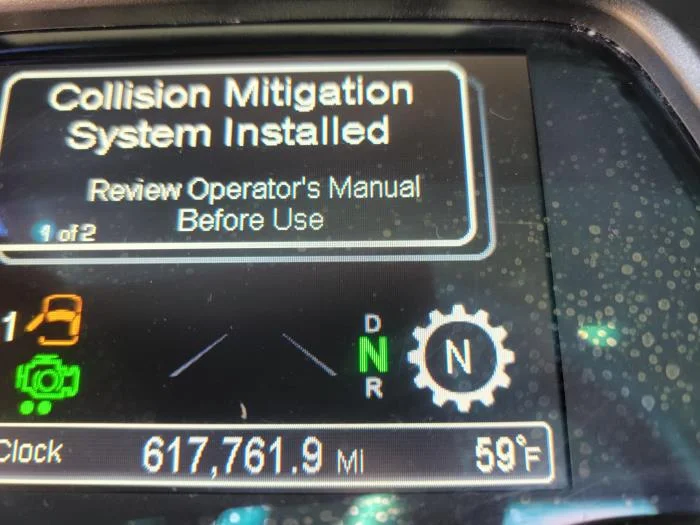 Collision Mitigation
System Installed
Review Operator's Manual
Before Use
1 of 2
1
D
N
R
N
Clock 617,761.9 MI 59°F